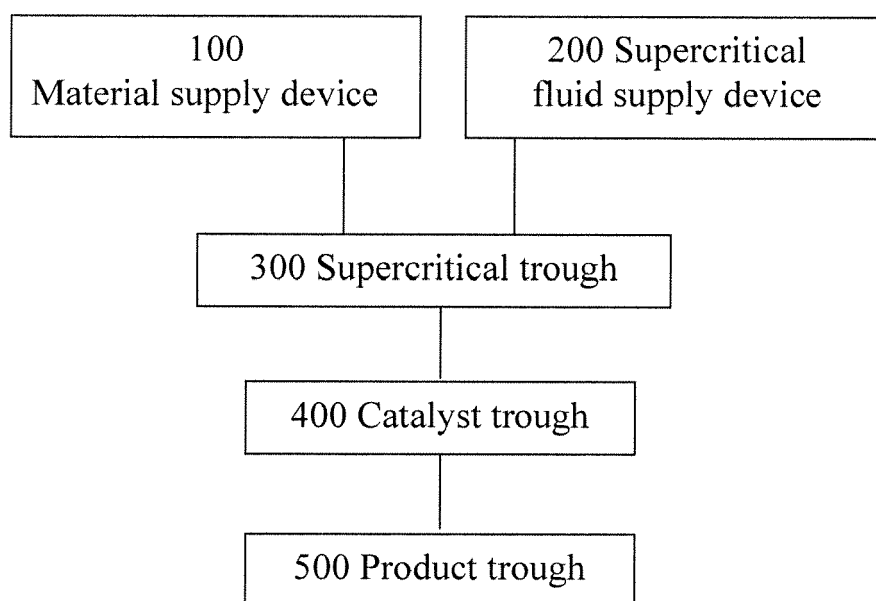 100
Material supply device
200 Supercritical
fluid supply device
300 Supercritical trough
400 Catalyst trough
500 Product trough